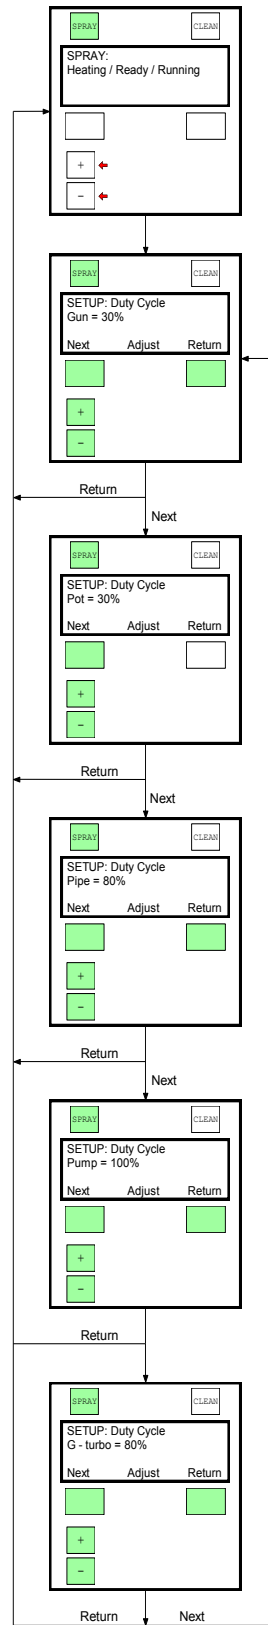 SPRAY CLEAN
SPRAY:
Heating / Ready / Running
+
-
SPRAY CLEAN
SETUP: Duty Cycle
Gun = 30%
Next Adjust Return
+
-
Return
Next
SPRAY CLEAN
SETUP: Duty Cycle
Pot = 30%
Next Adjust Return
+
-
Return
Next
SPRAY CLEAN
SETUP: Duty Cycle
Pipe = 80%
Next Adjust Return
+
-
Return
Next
SPRAY CLEAN
SETUP: Duty Cycle
Pump = 100%
Next Adjust Return
+
-
Return
SPRAY CLEAN
SETUP: Duty Cycle
G - turbo = 80%
Next Adjust Return
+
-
Return Next